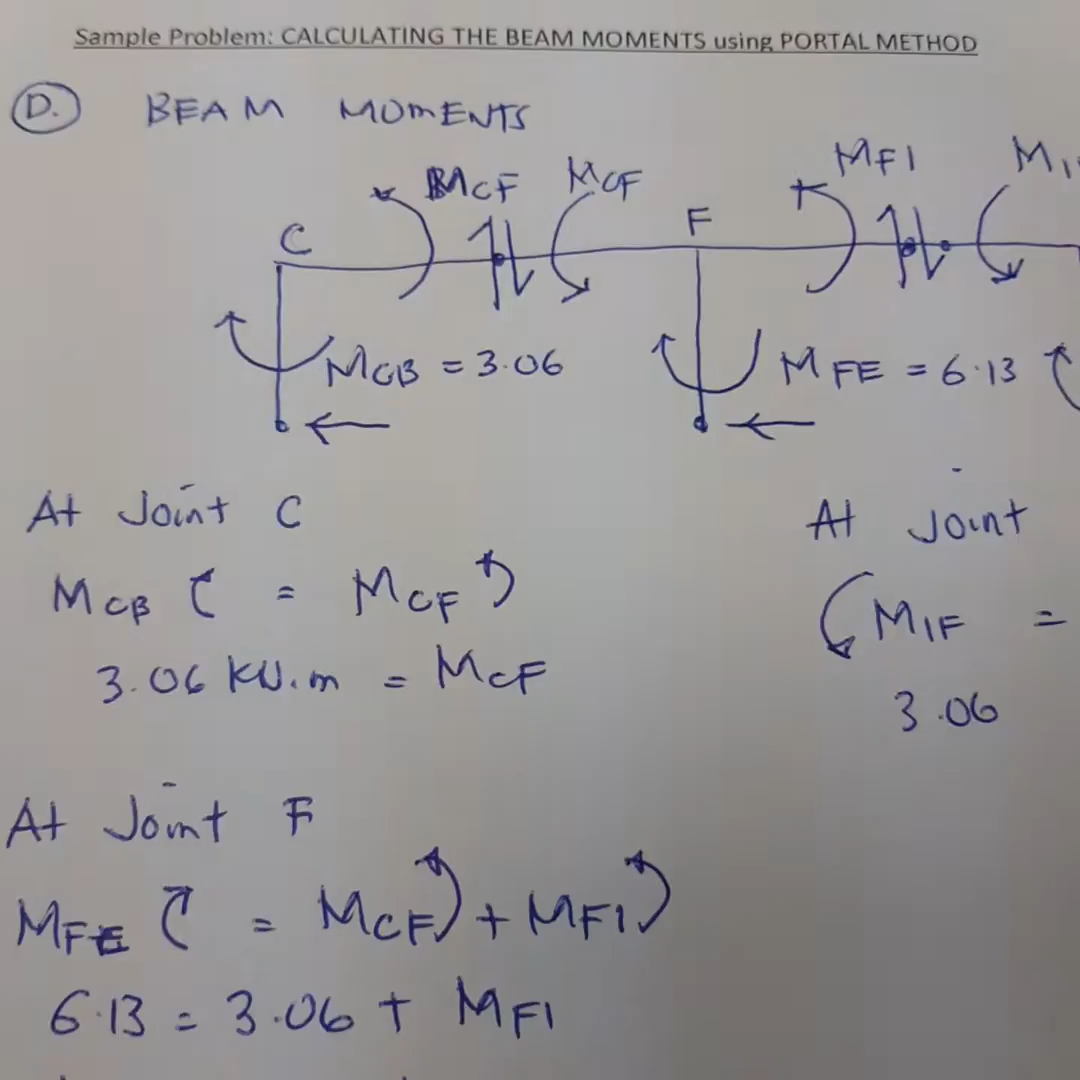 Sample Problem: CALCULATING THE BEAM MOMENTS using PORTAL METHOD
D. BEAM MOMENTS
MCF MCF MFI MI
C F
MCB = 3.06 MFE = 6.13
At Joint C
MCB = MCF
3.06 KN.m = MCF
At Joint
MIF =
3.06
At Joint F
MFE = MCF + MFI
6.13 = 3.06 + MFI